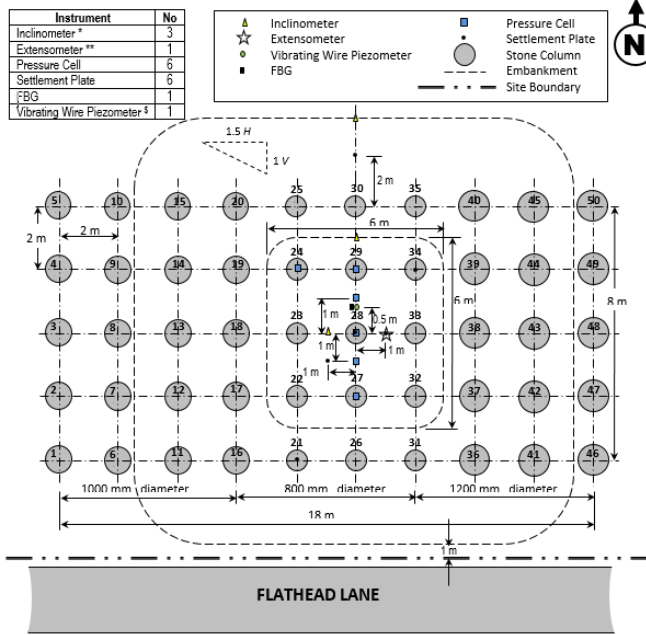 Instrument No
Inclinometer * 3
Extensometer ** 1
Pressure Cell 6
Settlement Plate 6
FBG 1
Vibrating Wire Piezometer $ 1
Inclinometer
Extensometer
Vibrating Wire Piezometer
FBG
Pressure Cell
Settlement Plate
Stone Column
Embankment
Site Boundary
N
1.5 H
1 V
2 m
5 10 15 20 25 30 35 40 45 50
6 m
2 m
2 m
4 9 14 19 24 29 34 39 44 49
1 m
0.5 m
6 m
8 m
3 8 13 18 23 28 33 38 43 48
1 m
1 m
1 m
2 7 12 17 22 27 32 37 42 47
1 6 11 16 21 26 31 36 41 46
1000 mm diameter
800 mm diameter
1200 mm diameter
18 m
1 m
FLATHEAD LANE